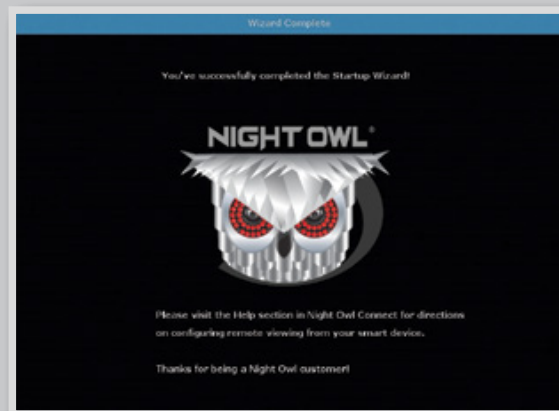 Wizard Complete
You've successfully completed the Startup Wizard!
NIGHT OWL®
Please visit the Help section in Night Owl Connect for directions
on configuring remote viewing from your smart device.
Thanks for being a Night Owl customer!